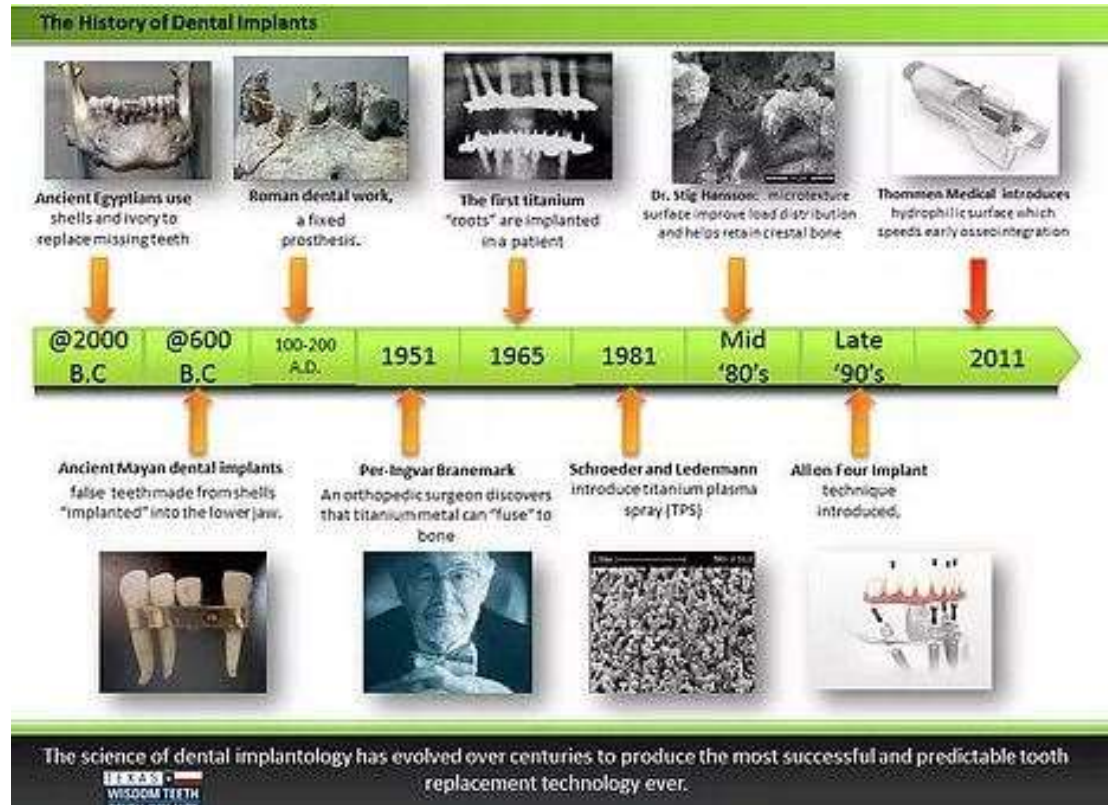 The History of Dental Implants
Ancient Egyptians use
shells and ivory to
replace missing teeth
Roman dental work,
a fixed
prosthesis.
The first titanium
"roots" are implanted
in a patient
Dr. Stig Hansson: microtexture
surface improve load distribution
and helps retain crestal bone
Thommen Medical introduces
hydrophilic surface which
speeds early osseointegration
@2000
B.C
@600
B.C
100-200
A.D.
1951
1965
1981
Mid
'80's
Late
'90's
2011
Ancient Mayan dental implants
false teeth made from shells
"implanted" into the lower jaw.
Per-Ingvar Branemark
An orthopedic surgeon discovers
that titanium metal can "fuse" to
bone
Schroeder and Ledermann
introduce titanium plasma
spray (TPS)
All on Four Implant
technique
introduced,
The science of dental implantology has evolved over centuries to produce the most successful and predictable tooth
replacement technology ever.
TEXAS
WISDOM TEETH